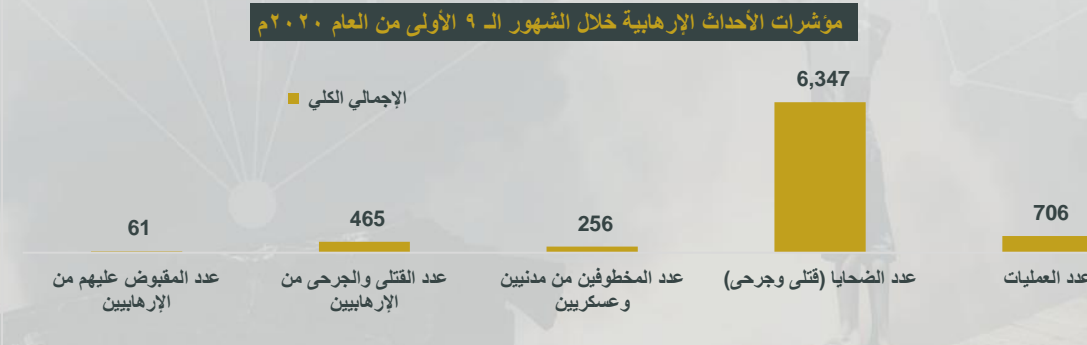 مؤشرات الأحداث الإرهابية خلال الشهور الـ ٩ الأولى من العام ٢٠٢٠م
الإجمالي الكلي
6,347
706
256
465
61
عدد العمليات
عدد الضحايا (قتلى وجرحى)
عدد المخطوفين من مدنيين
وعسكريين
عدد القتلى والجرحى من
الإرهابيين
عدد المقبوض عليهم من
الإرهابيين